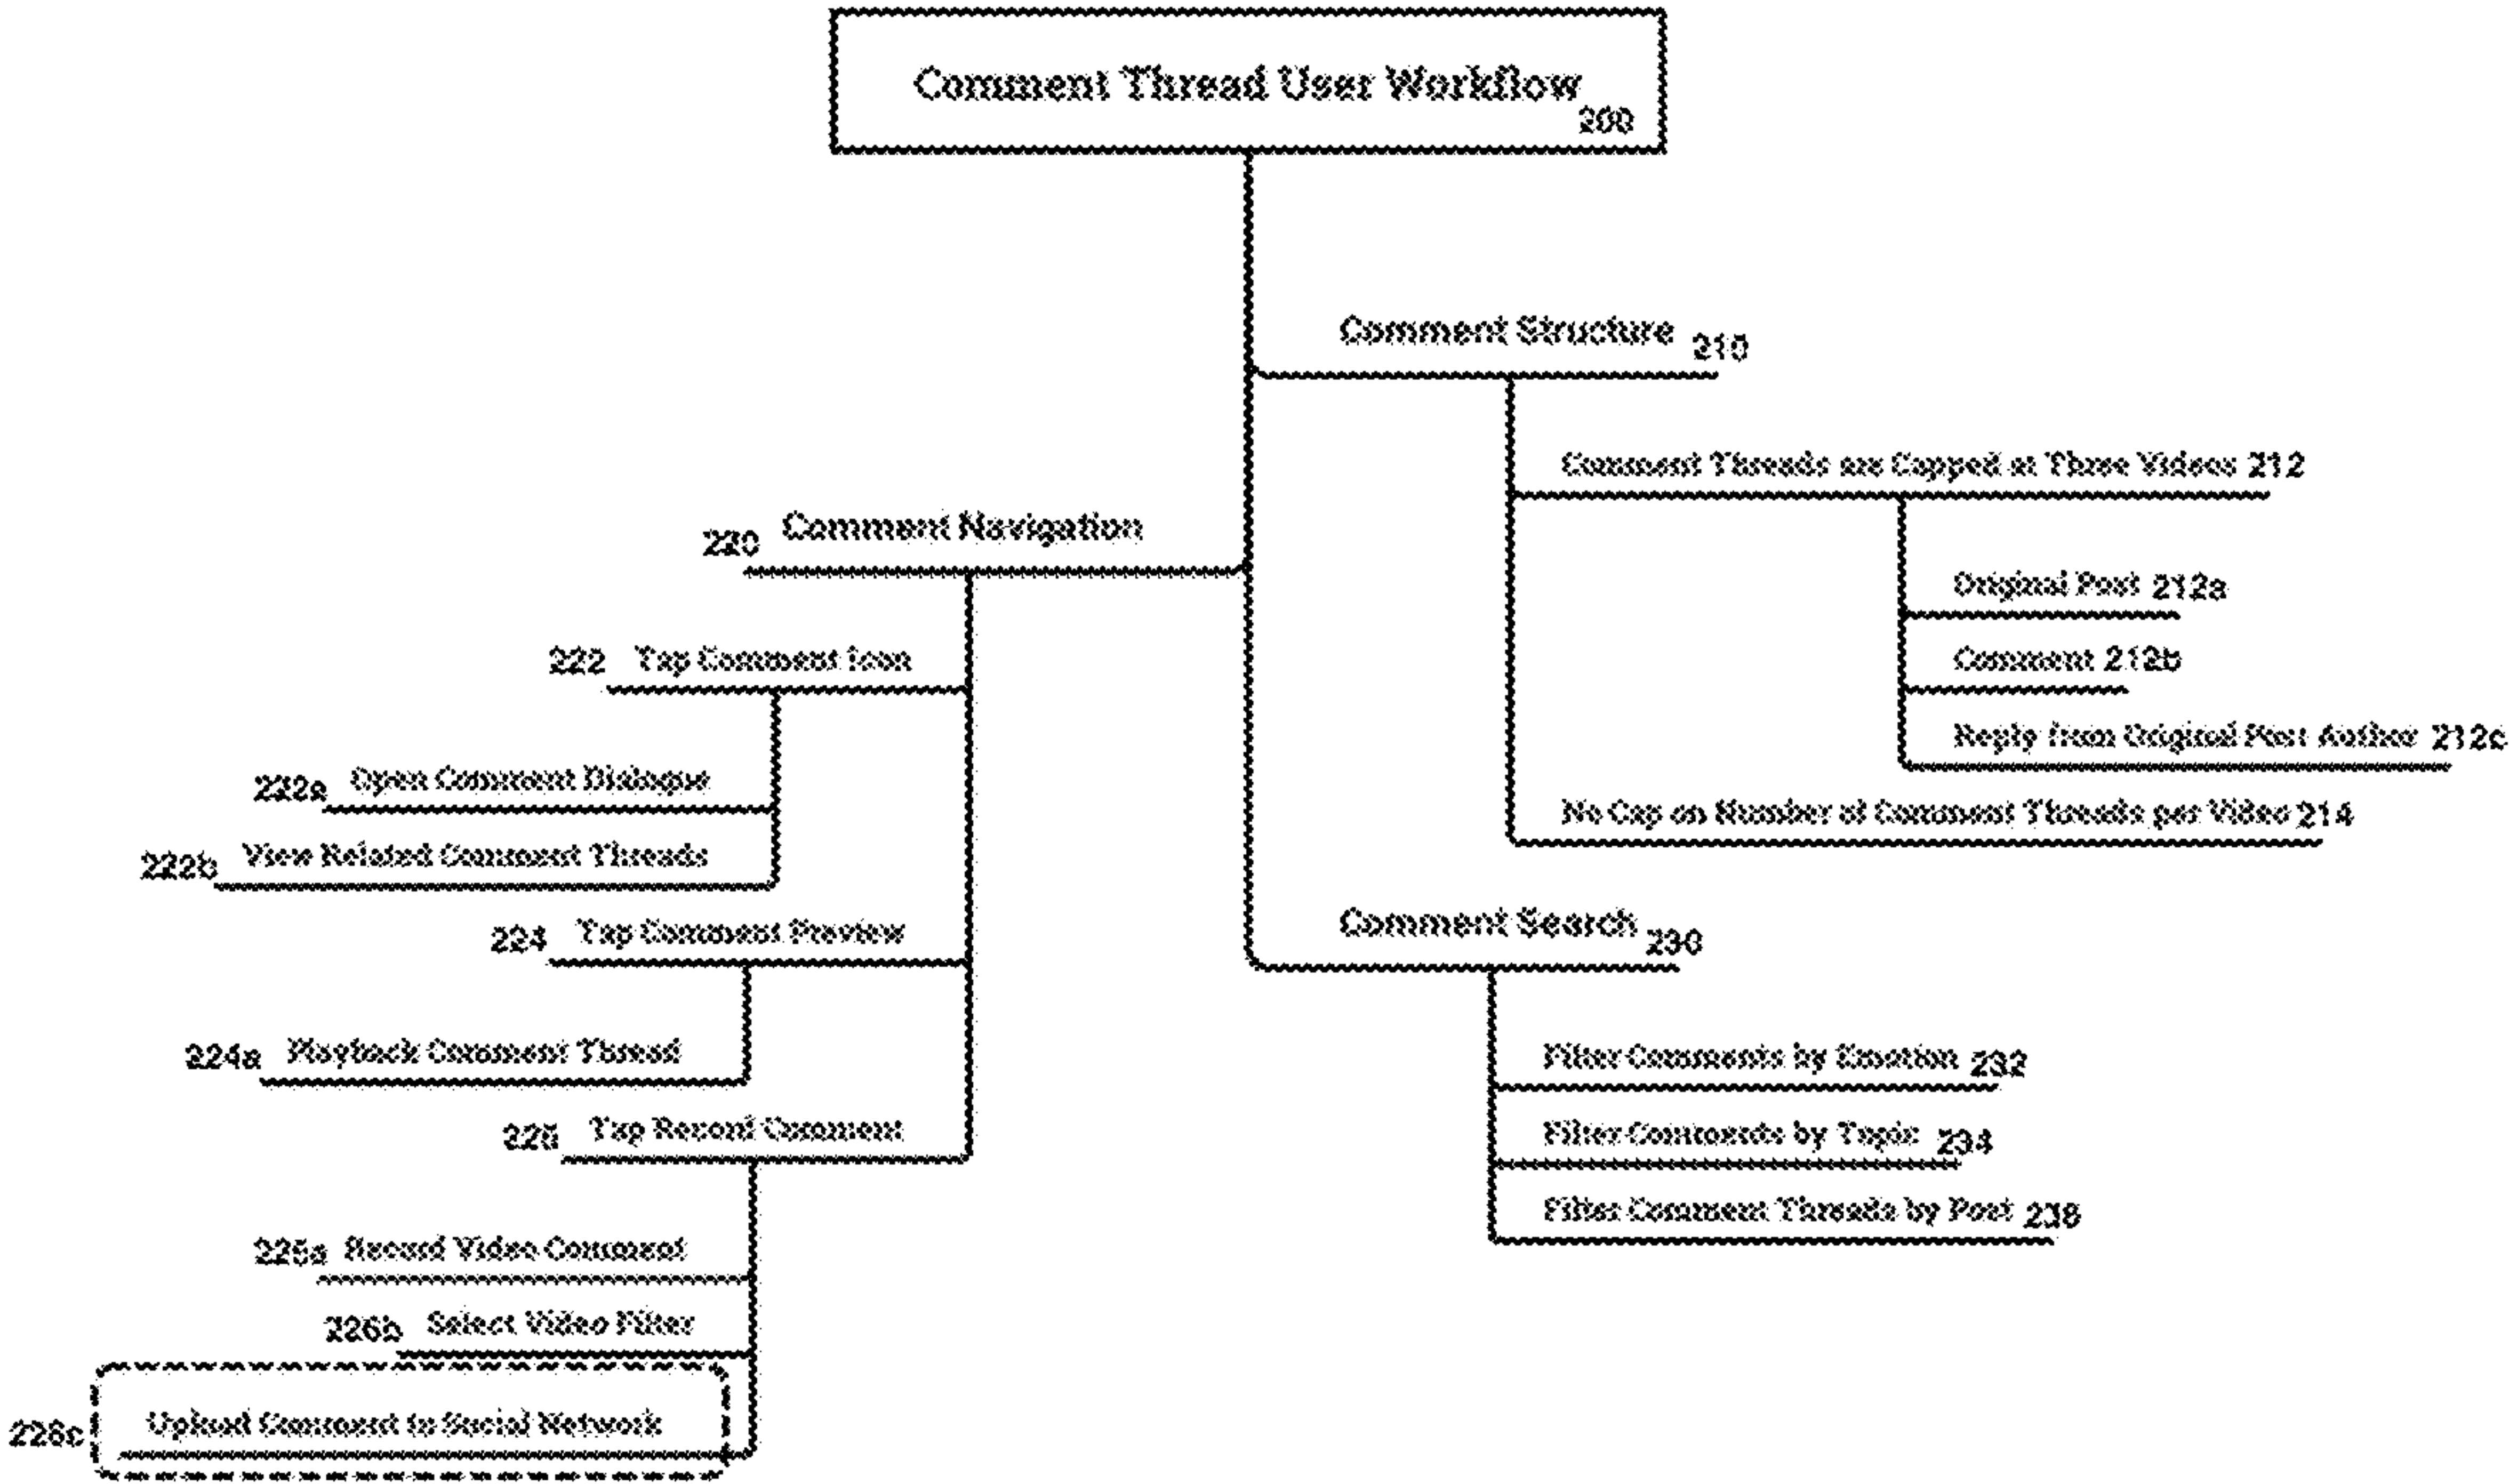 Comment Thread User Workflow
200
Comment Structure 210
Comment Threads are Capped at Three Videos 212
Original Post 212a
Comment 212b
Reply from Original Post Author 212c
No Cap on Number of Comment Threads per Video 214
220 Comment Navigation
222 Tap Comment Icon
222a Open Comment Dialogue
222b View Related Comment Threads
224 Tap Comment Preview
224a Playback Comment Thread
226 Tap Comment
226a Record Video Comment
226b Select Video Filter
226c Upload Comment to Social Network
Comment Search 230
Filter Comments by Emotion 232
Filter Comments by Topic 234
Filter Comment Threads by Post